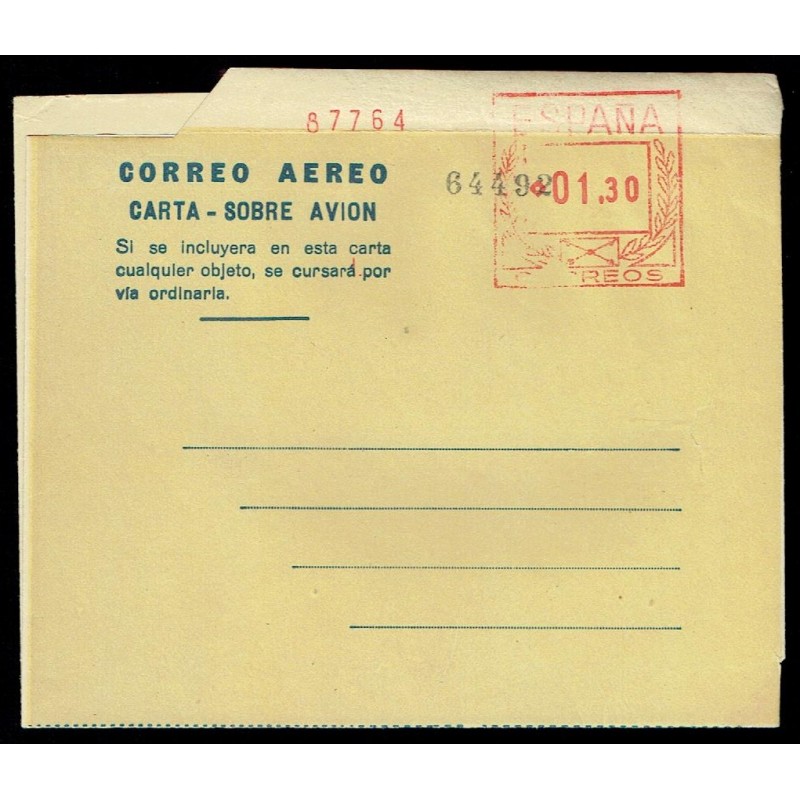 87764
ESPAÑA
CORREO AEREO
64492
01.30
CARTA - SOBRE AVION
Si se incluyera en esta carta
cualquier objeto, se cursará por
vía ordinaria.